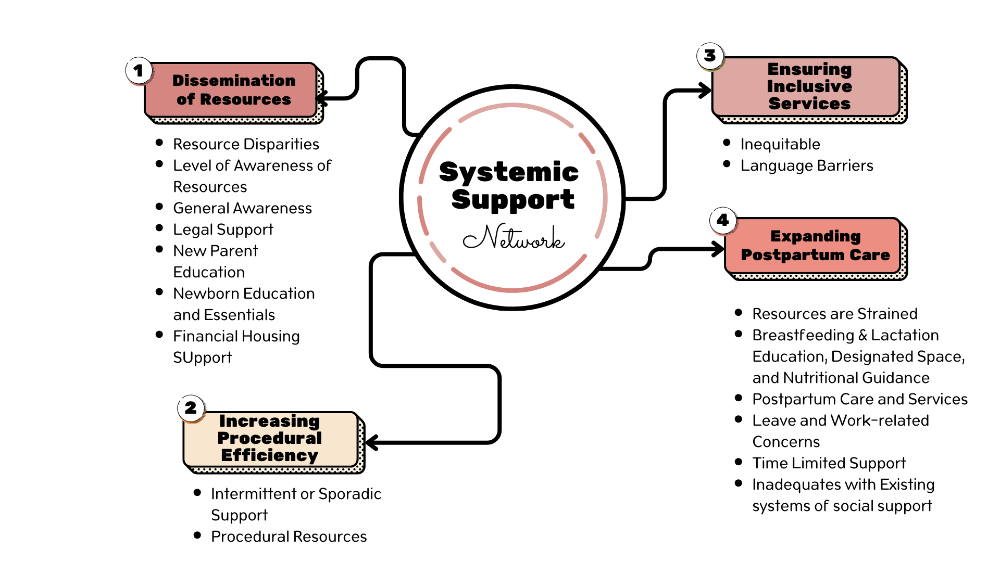 1
Dissemination
of Resources
Resource Disparities
Level of Awareness of
Resources
General Awareness
Legal Support
New Parent
Education
Newborn Education
and Essentials
Financial Housing
SUpport
2
Increasing
Procedural
Efficiency
Intermittent or Sporadic
Support
Procedural Resources
Systemic
Support
Network
3
Ensuring
Inclusive
Services
Inequitable
Language Barriers
4
Expanding
Postpartum Care
Resources are Strained
Breastfeeding & Lactation
Education, Designated Space,
and Nutritional Guidance
Postpartum Care and Services
Leave and Work-related
Concerns
Time Limited Support
Inadequates with Existing
systems of social support